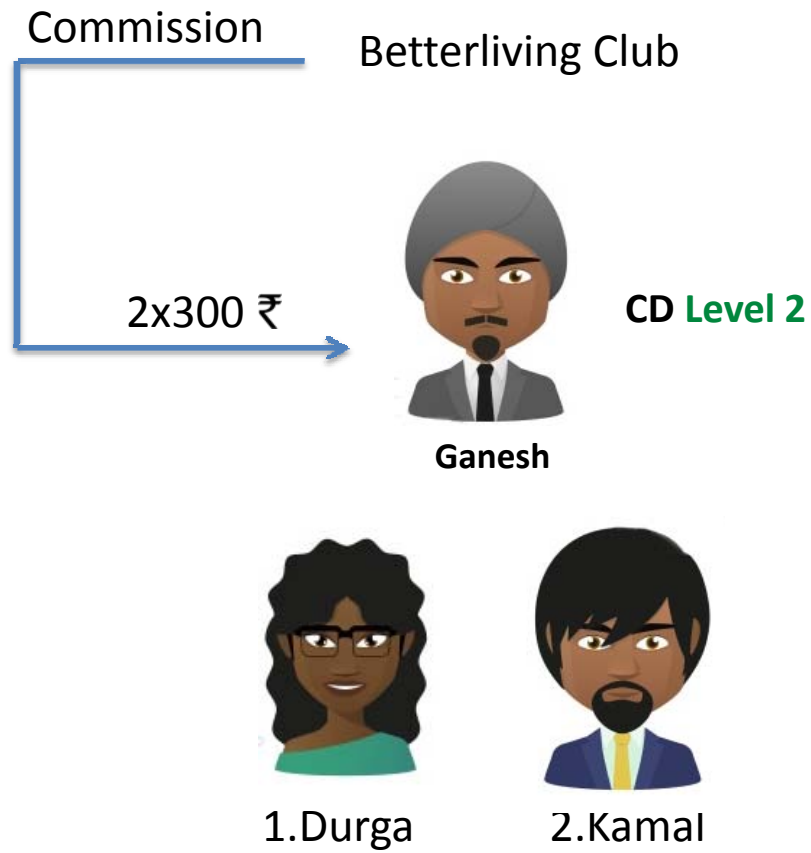 Commission
Betterliving Club
2x300 ₹
CD Level 2
Ganesh
1.Durga
2.Kamal